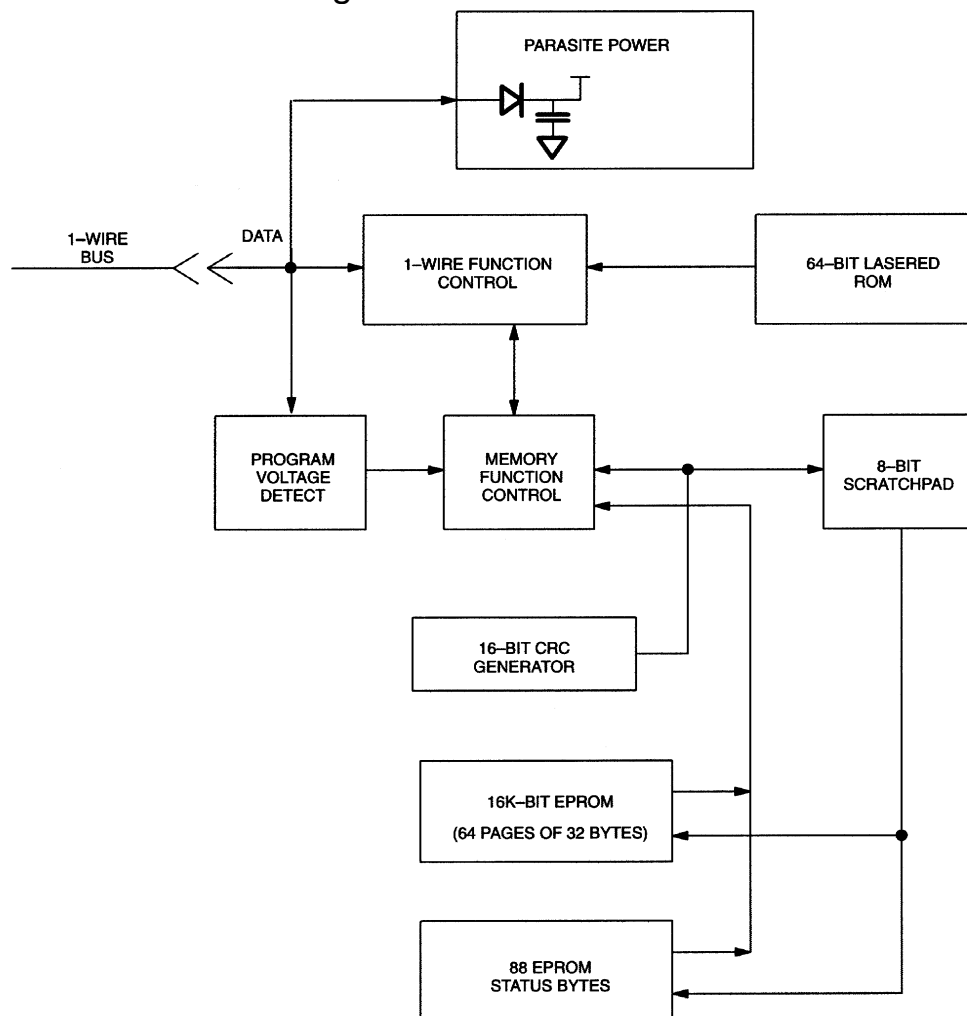 PARASITE POWER
1–WIRE
BUS
DATA
1–WIRE FUNCTION
CONTROL
64–BIT LASERED
ROM
PROGRAM
VOLTAGE
DETECT
MEMORY
FUNCTION
CONTROL
8–BIT
SCRATCHPAD
16–BIT CRC
GENERATOR
16K–BIT EPROM
(64 PAGES OF 32 BYTES)
88 EPROM
STATUS BYTES